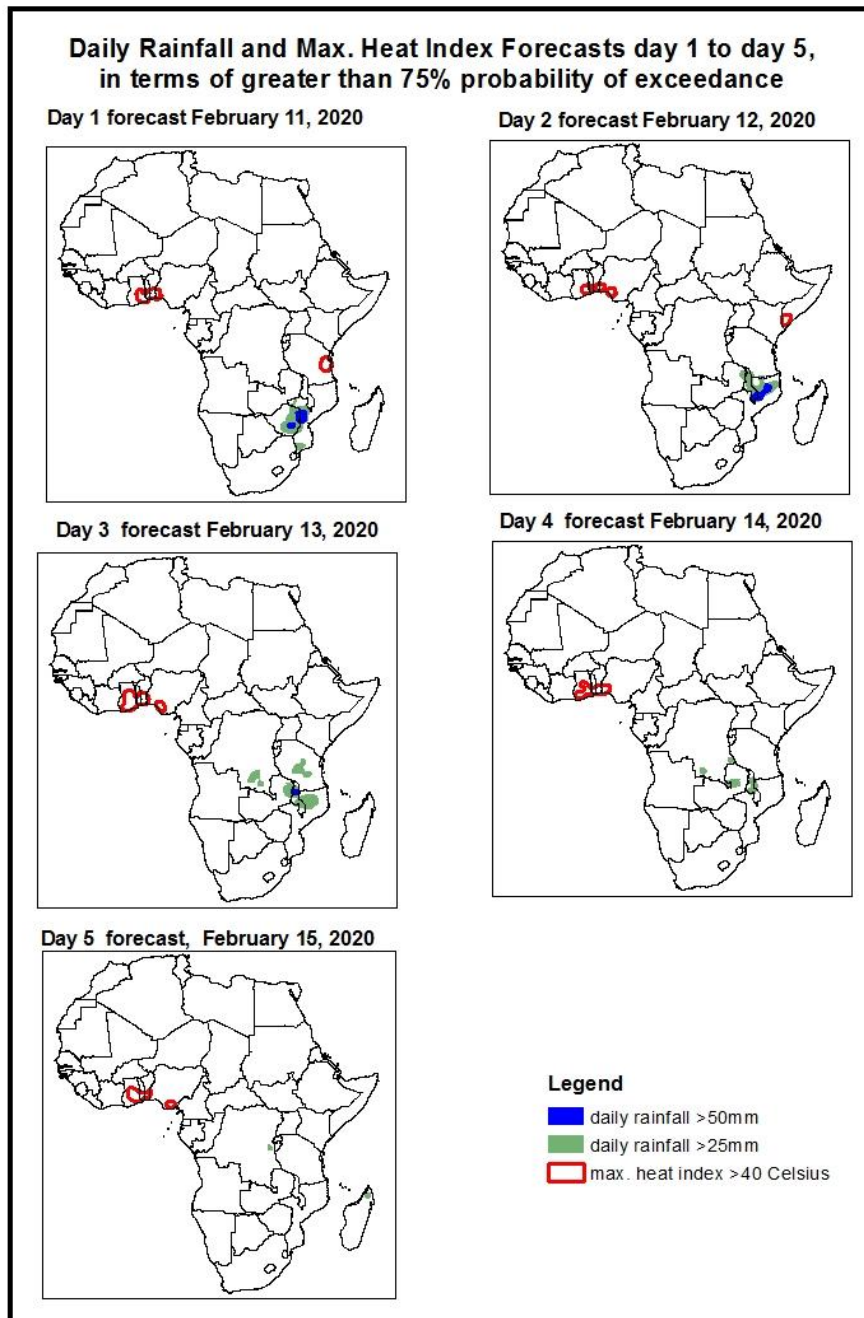 Daily Rainfall and Max. Heat Index Forecasts day 1 to day 5,
in terms of greater than 75% probability of exceedance
Day 1 forecast February 11, 2020
Day 2 forecast February 12, 2020
Day 3 forecast February 13, 2020
Day 4 forecast February 14, 2020
Day 5 forecast, February 15, 2020
Legend
daily rainfall >50mm
daily rainfall >25mm
max. heat index >40 Celsius